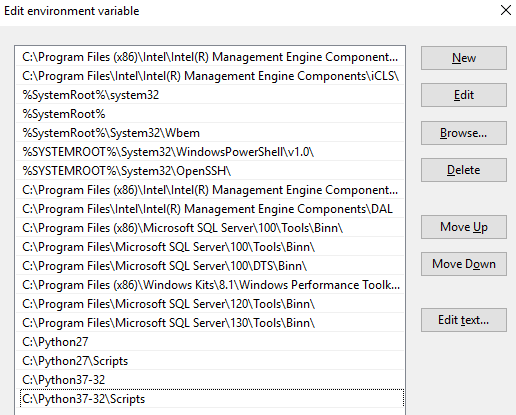 Edit environment variable
C:\Program Files (x86)\Intel\Intel(R) Management Engine Component...
C:\Program Files\Intel\Intel(R) Management Engine Components\iCLS\
%SystemRoot%\system32
%SystemRoot%
%SystemRoot%\System32\Wbem
%SYSTEMROOT%\System32\WindowsPowerShell\v1.0\
%SYSTEMROOT%\System32\OpenSSH\
C:\Program Files (x86)\Intel\Intel(R) Management Engine Component...
C:\Program Files\Intel\Intel(R) Management Engine Components\DAL
C:\Program Files (x86)\Microsoft SQL Server\100\Tools\Binn\
C:\Program Files\Microsoft SQL Server\100\Tools\Binn\
C:\Program Files\Microsoft SQL Server\100\DTS\Binn\
C:\Program Files (x86)\Windows Kits\8.1\Windows Performance Toolk...
C:\Program Files\Microsoft SQL Server\120\Tools\Binn\
C:\Program Files\Microsoft SQL Server\130\Tools\Binn\
C:\Python27
C:\Python27\Scripts
C:\Python37-32
C:\Python37-32\Scripts
New
Edit
Browse...
Delete
Move Up
Move Down
Edit text...